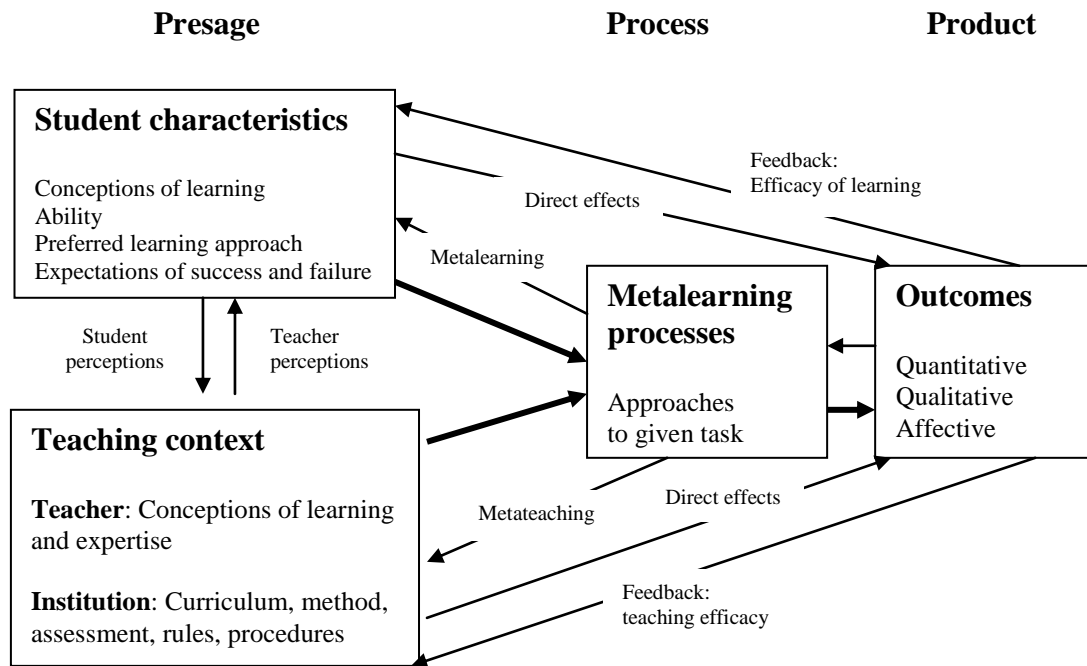 Presage
Process
Product
Student characteristics
Conceptions of learning
Ability
Preferred learning approach
Expectations of success and failure
Feedback:
Efficacy of learning
Direct effects
Metalearning
Student
perceptions
Teacher
perceptions
Metalearning
processes
Approaches
to given task
Outcomes
Quantitative
Qualitative
Affective
Teaching context
Teacher: Conceptions of learning
and expertise
Institution: Curriculum, method,
assessment, rules, procedures
Metateaching
Direct effects
Feedback:
teaching efficacy